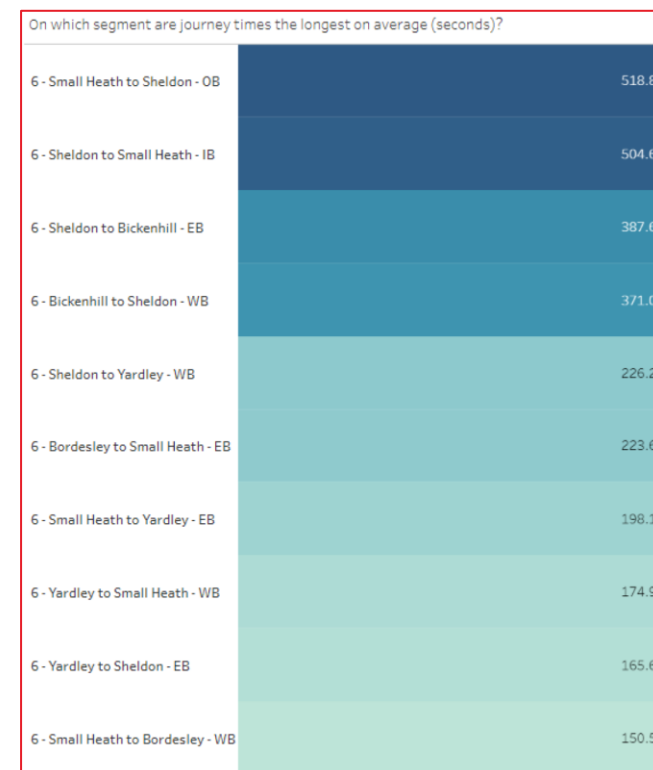 On which segment are journey times the longest on average (seconds)?
6 - Small Heath to Sheldon - OB 518.8
6 - Sheldon to Small Heath - IB 504.6
6 - Sheldon to Bickenhill - EB 387.6
6 - Bickenhill to Sheldon - WB 371.0
6 - Sheldon to Yardley - WB 226.2
6 - Bordesley to Small Heath - EB 223.6
6 - Small Heath to Yardley - EB 198.1
6 - Yardley to Small Heath - WB 174.9
6 - Yardley to Sheldon - EB 165.6
6 - Small Heath to Bordesley - WB 150.5